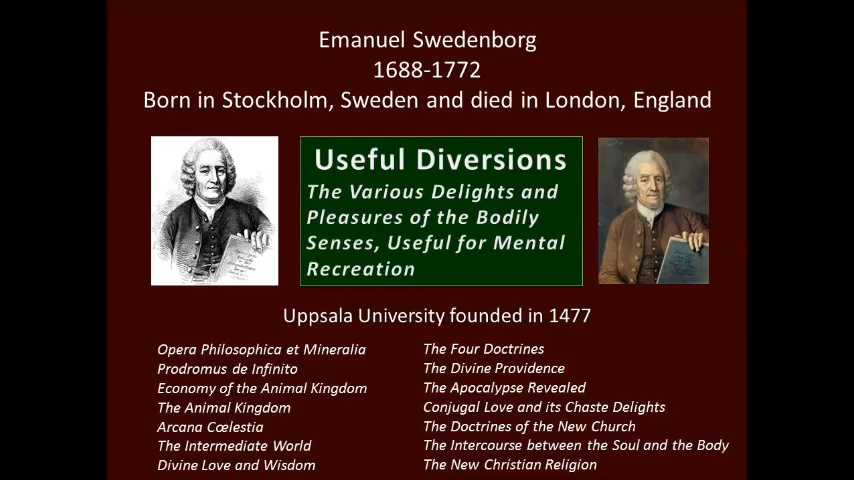 Emanuel Swedenborg
1688-1772
Born in Stockholm, Sweden and died in London, England
Useful Diversions
The Various Delights and
Pleasures of the Bodily
Senses, Useful for Mental
Recreation
Uppsala University founded in 1477
Opera Philosophica et Mineralia
Prodromus de Infinito
Economy of the Animal Kingdom
The Animal Kingdom
Arcana Cœlestia
The Intermediate World
Divine Love and Wisdom
The Four Doctrines
The Divine Providence
The Apocalypse Revealed
Conjugal Love and its Chaste Delights
The Doctrines of the New Church
The Intercourse between the Soul and the Body
The New Christian Religion